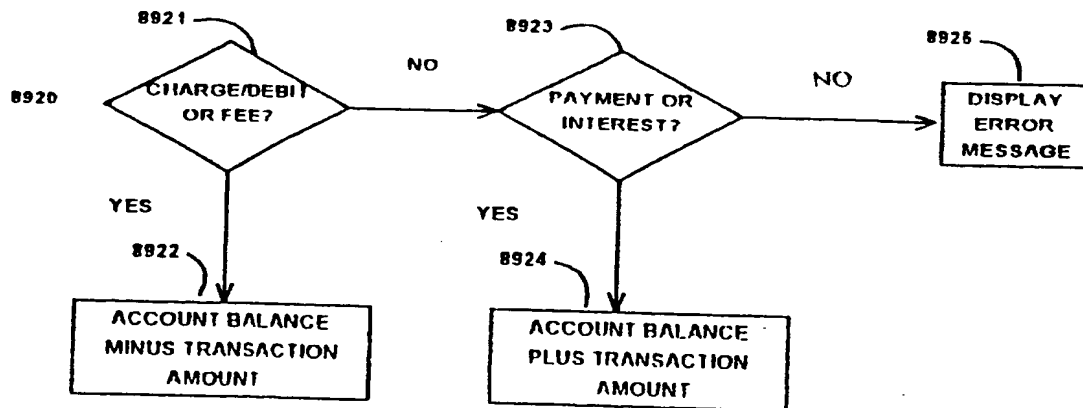 8921
8923
8925
8920
CHARGE/DEBIT
OR FEE?
NO
PAYMENT OR
INTEREST?
NO
DISPLAY
ERROR
MESSAGE
YES
YES
8922
8924
ACCOUNT BALANCE
MINUS TRANSACTION
AMOUNT
ACCOUNT BALANCE
PLUS TRANSACTION
AMOUNT